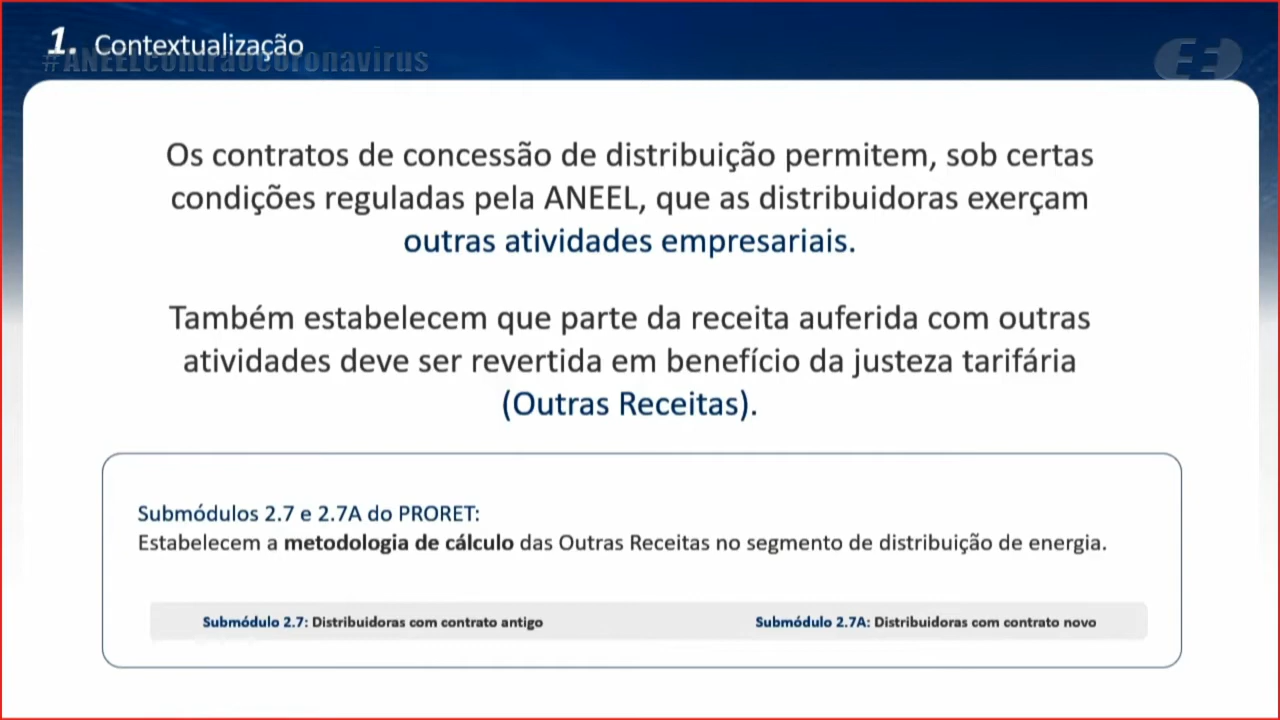 1. Contextualização
#ANEELcontraoCoronavirus
Os contratos de concessão de distribuição permitem, sob certas
condições reguladas pela ANEEL, que as distribuidoras exerçam
outras atividades empresariais.
Também estabelecem que parte da receita auferida com outras
atividades deve ser revertida em benefício da justeza tarifária
(Outras Receitas).
Submódulos 2.7 e 2.7A do PRORET:
Estabelecem a metodologia de cálculo das Outras Receitas no segmento de distribuição de energia.
Submódulo 2.7: Distribuidoras com contrato antigo
Submódulo 2.7A: Distribuidoras com contrato novo